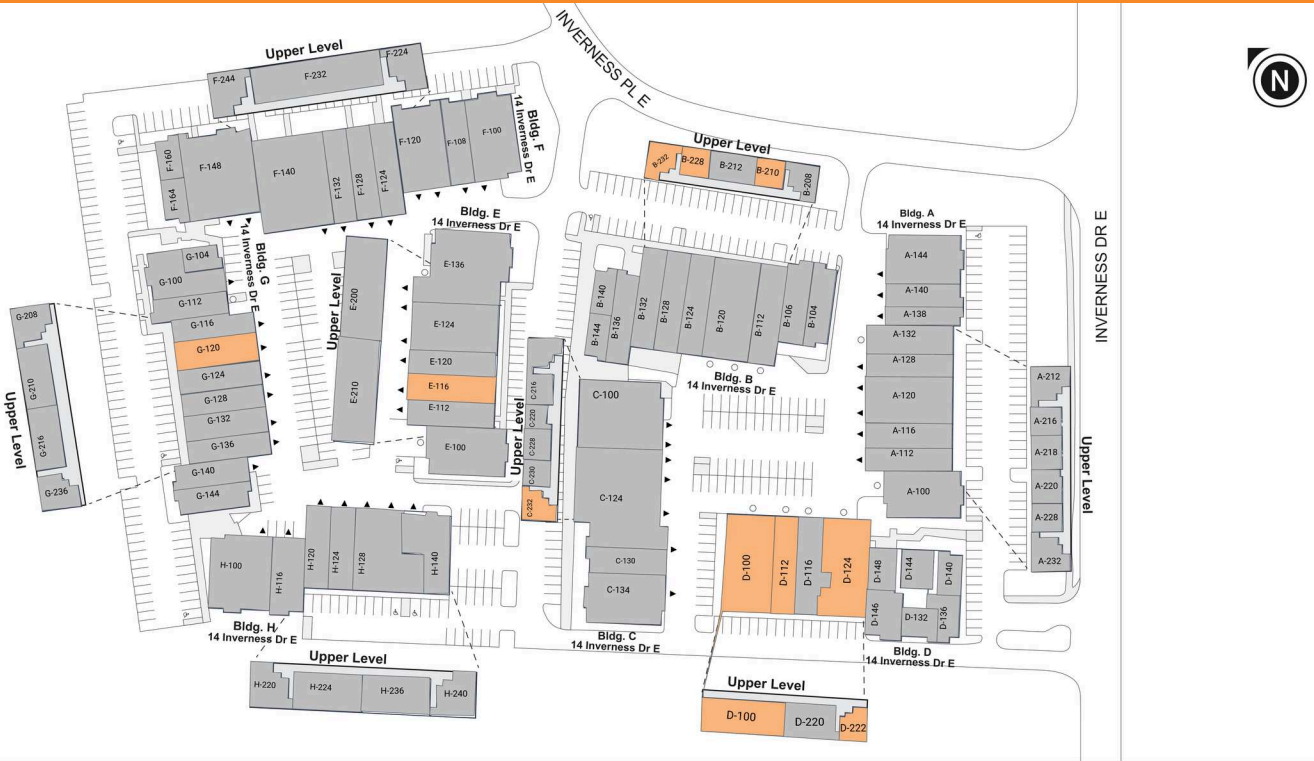 INVERNESS PL E
INVERNESS DR E
N
Upper Level
F-244
F-232
F-224
F-160
F-164
F-148
F-140
F-132
F-128
F-124
F-120
F-108
F-100
Bldg. F
14 Inverness Dr E
Upper Level
B-232
B-228
B-212
B-210
B-208
Bldg. E
14 Inverness Dr E
E-136
E-124
E-120
E-116
E-112
E-100
Upper Level
E-200
E-210
Bldg. G
14 Inverness Dr E
G-104
G-100
G-112
G-116
G-120
G-124
G-128
G-132
G-136
G-140
G-144
Upper Level
G-208
G-210
G-216
G-236
B-140
B-144
B-136
B-132
B-128
B-124
B-120
B-112
B-106
B-104
Bldg. B
14 Inverness Dr E
Bldg. A
14 Inverness Dr E
A-144
A-140
A-138
A-132
A-128
A-120
A-116
A-112
A-100
A-212
A-216
A-218
A-220
A-228
A-232
Upper Level
Upper Level
C-216
C-220
C-228
C-230
C-232
C-100
C-124
C-130
C-134
Bldg. C
14 Inverness Dr E
H-100
H-116
H-120
H-124
H-128
H-140
Bldg. H
14 Inverness Dr E
Upper Level
H-220
H-224
H-236
H-240
D-100
D-112
D-116
D-124
D-148
D-144
D-140
D-146
D-132
D-136
Bldg. D
14 Inverness Dr E
Upper Level
D-100
D-220
D-222